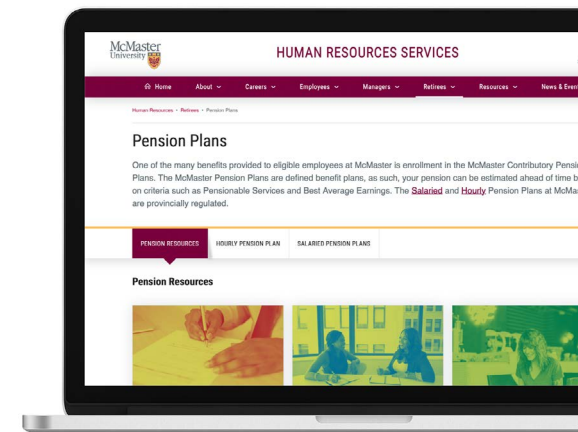 McMaster
University
HUMAN RESOURCES SERVICES
Home About Careers Employees Managers Retirees Resources News & Event
Human Resources • Retirees • Pension Plans
Pension Plans
One of the many benefits provided to eligible employees at McMaster is enrollment in the McMaster Contributory Pensi
Plans. The McMaster Pension Plans are defined benefit plans, as such, your pension can be estimated ahead of time b
on criteria such as Pensionable Services and Best Average Earnings. The Salaried and Hourly Pension Plans at McMas
are provincially regulated.
PENSION RESOURCES HOURLY PENSION PLAN SALARIED PENSION PLANS
Pension Resources